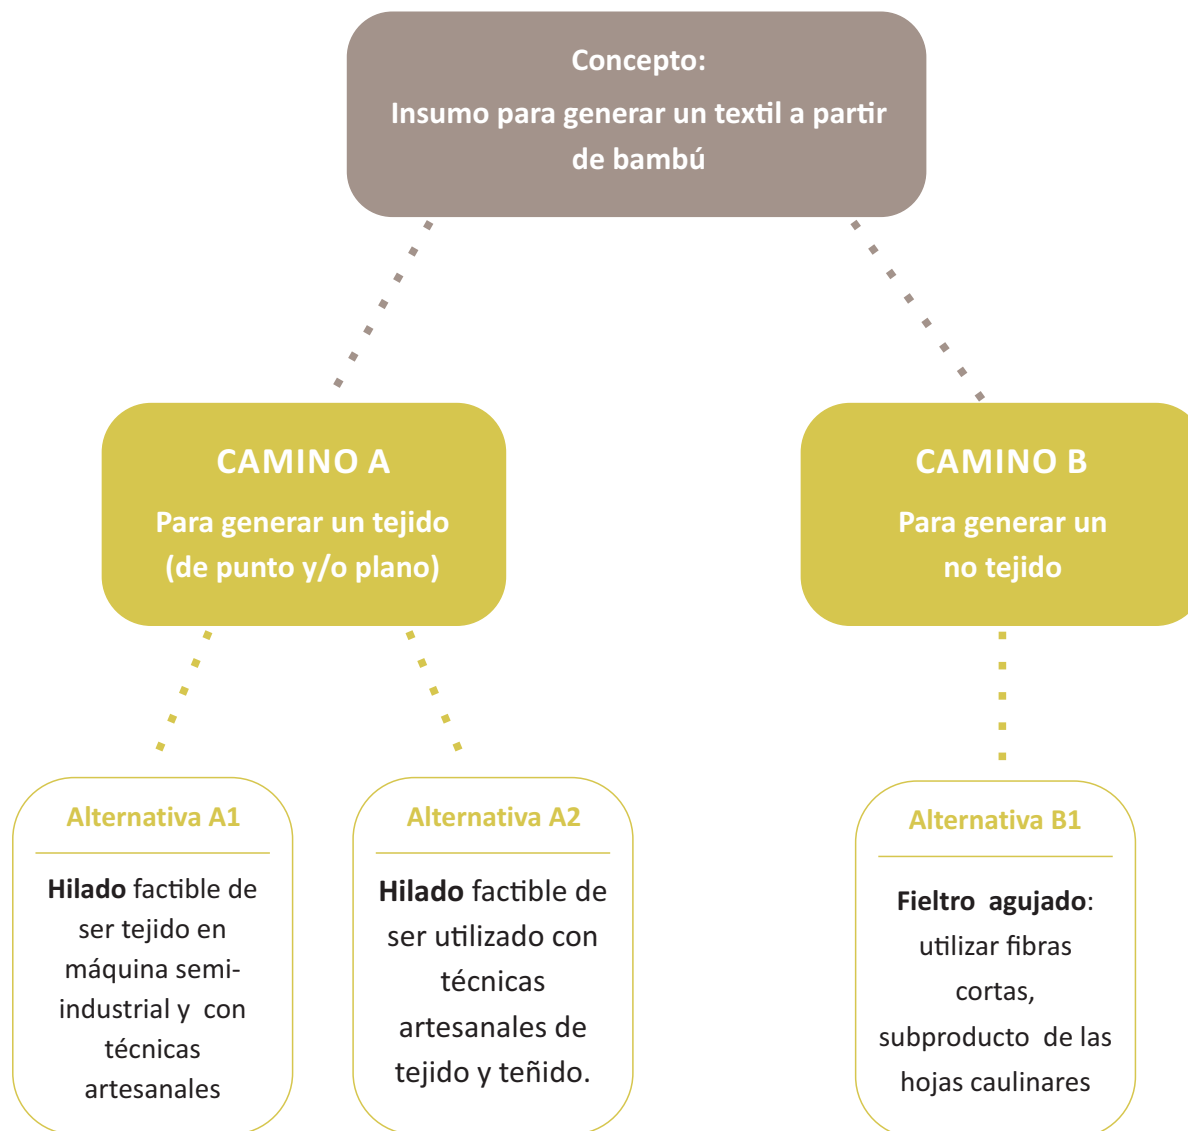 Concepto:
Insumo para generar un textil a partir
de bambú
CAMINO A
Para generar un tejido
(de punto y/o plano)
CAMINO B
Para generar un
no tejido
Alternativa A1
Hilado factible de
ser tejido en
máquina semi-
industrial y con
técnicas
artesanales
Alternativa A2
Hilado factible de
ser utilizado con
técnicas
artesanales de
tejido y teñido.
Alternativa B1
Fieltro agujado:
utilizar fibras
cortas,
subproducto de las
hojas caulinares